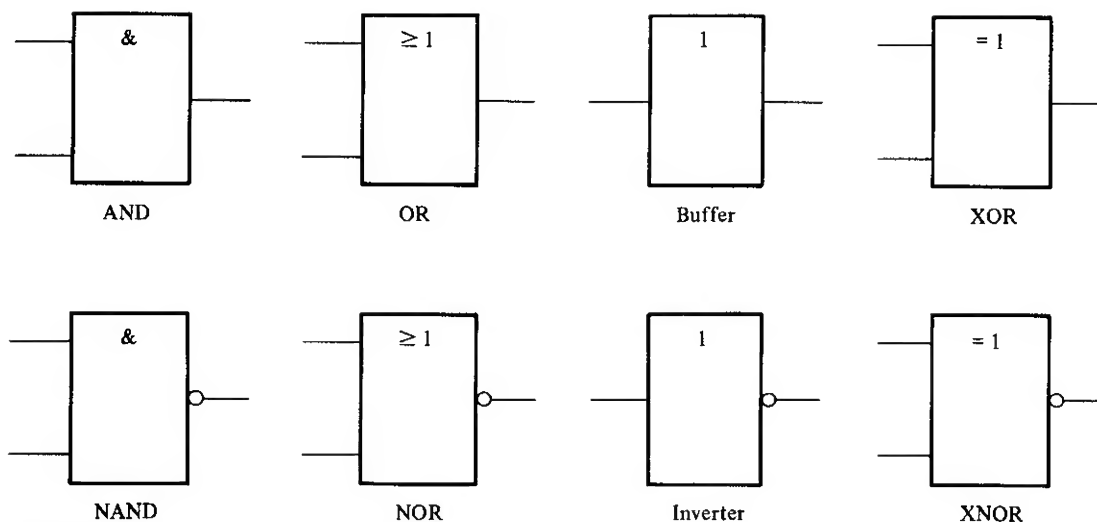 & ≥ 1 1 = 1
AND OR Buffer XOR
& ≥ 1 1 = 1
NAND NOR Inverter XNOR